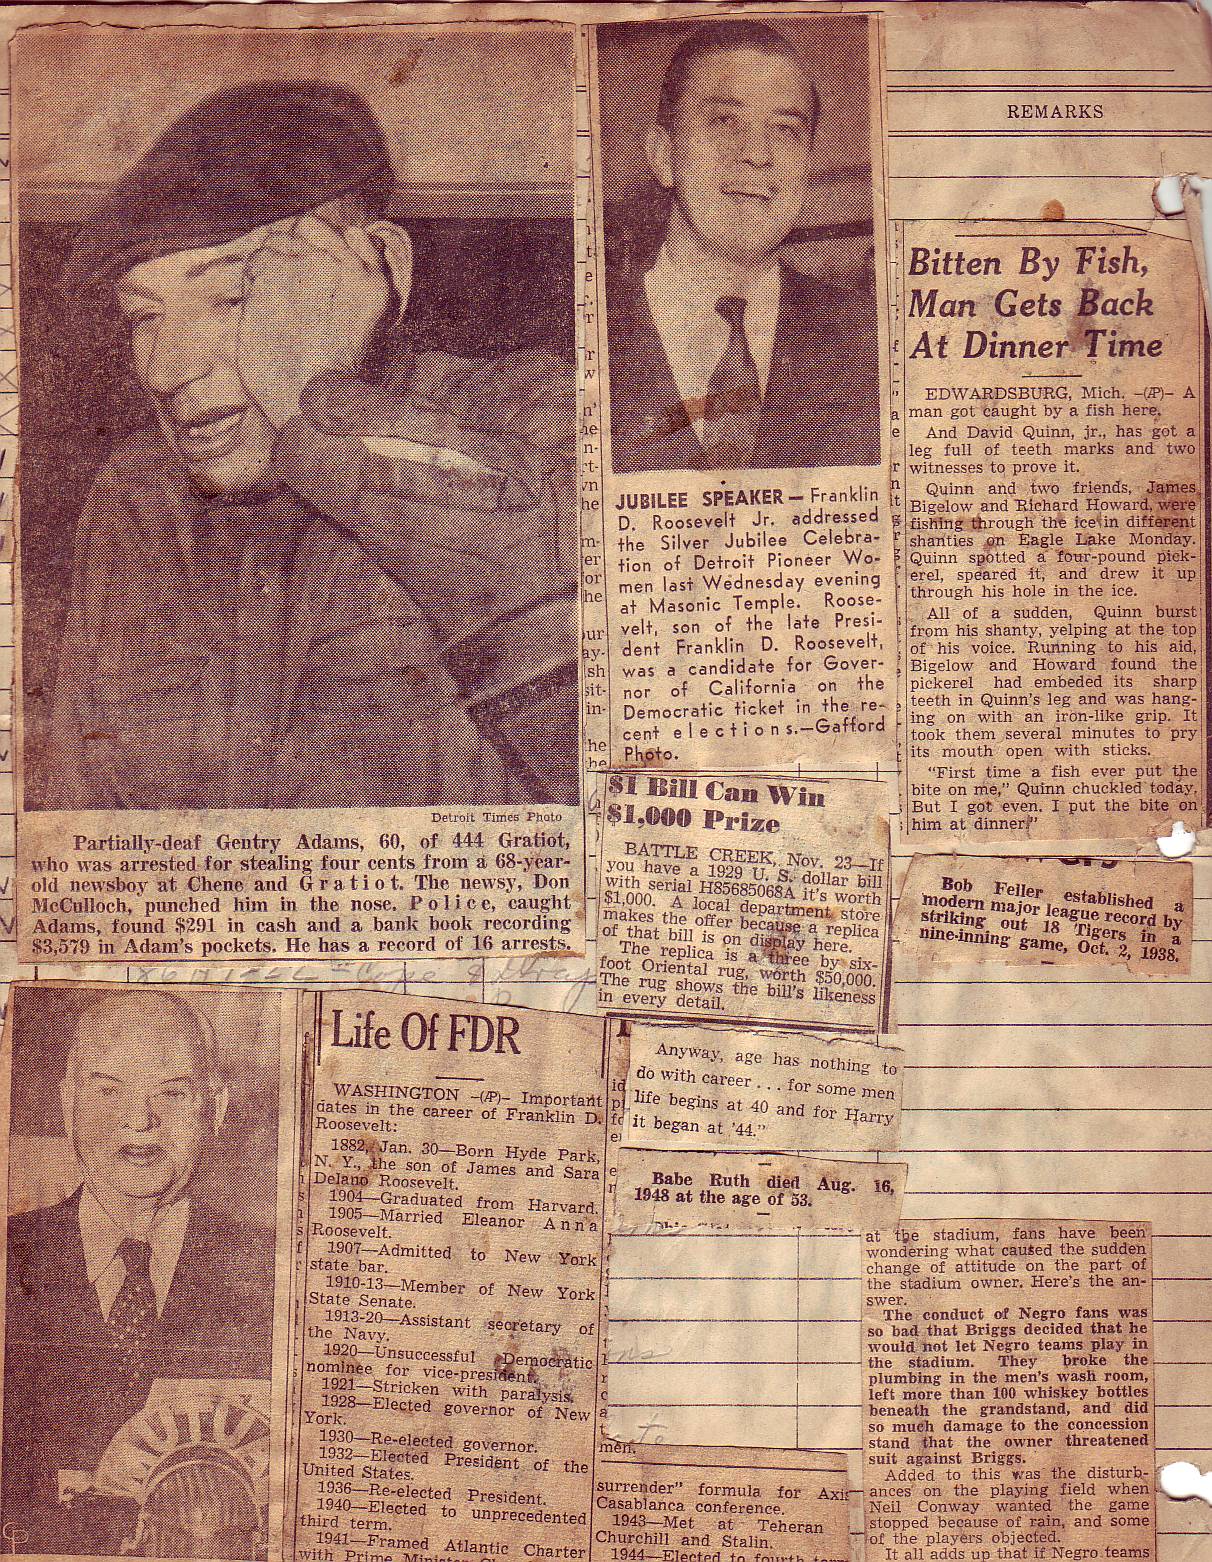 REMARKS
Detroit Times Photo
Partially-deaf Gentry Adams, 60, of 444 Gratiot,
who was arrested for stealing four cents from a 68-year-
old newsboy at Chene and Gratiot. The newsy, Don
McCulloch, punched him in the nose. Police, caught
Adams, found $291 in cash and a bank book recording
$3,579 in Adam's pockets. He has a record of 16 arrests.
JUBILEE SPEAKER — Franklin
D. Roosevelt Jr. addressed
the Silver Jubilee Celebra-
tion of Detroit Pioneer Wo-
men last Wednesday evening
at Masonic Temple. Roose-
velt, son of the late Presi-
dent Franklin D. Roosevelt,
was a candidate for Gover-
nor of California on the
Democratic ticket in the re-
cent elections.—Gafford
Photo.
Bitten By Fish,
Man Gets Back
At Dinner Time
EDWARDSBURG, Mich. -(AP)- A
man got caught by a fish here.
And David Quinn, jr., has got a
leg full of teeth marks and two
witnesses to prove it.
Quinn and two friends, James
Bigelow and Richard Howard, were
fishing through the ice in different
shanties on Eagle Lake Monday.
Quinn spotted a four-pound pick-
erel, speared it, and drew it up
through his hole in the ice.
All of a sudden, Quinn burst
from his shanty, yelping at the top
of his voice. Running to his aid,
Bigelow and Howard found the
pickerel had embeded its sharp
teeth in Quinn's leg and was hang-
ing on with an iron-like grip. It
took them several minutes to pry
its mouth open with sticks.
"First time a fish ever put the
bite on me," Quinn chuckled today,
But I got even. I put the bite on
him at dinner."
$1 Bill Can Win
$1,000 Prize
BATTLE CREEK, Nov. 23—If
you have a 1929 U. S. dollar bill
with serial H85685068A it's worth
$1,000. A local department store
makes the offer because a replica
of that bill is on display here.
The replica is a three by six-
foot Oriental rug, worth $50,000.
The rug shows the bill's likeness
in every detail.
Bob Feller established a
modern major league record by
striking out 18 Tigers in a
nine-inning game, Oct. 2, 1938.
Life Of FDR
WASHINGTON -(AP)- Important
dates in the career of Franklin D.
Roosevelt:
1882, Jan. 30—Born Hyde Park,
N. Y., the son of James and Sara
Delano Roosevelt.
1904—Graduated from Harvard.
1905—Married Eleanor Anna
Roosevelt.
1907—Admitted to New York
state bar.
1910-13—Member of New York
State Senate.
1913-20—Assistant secretary of
the Navy.
1920—Unsuccessful Democratic
nominee for vice-president.
1921—Stricken with paralysis.
1928—Elected governor of New
York.
1930—Re-elected governor.
1932—Elected President of the
United States.
1936—Re-elected President.
1940—Elected to unprecedented
third term.
1941—Framed Atlantic Charter
with Prime
Anyway, age has nothing to
do with career . . . for some men
life begins at 40 and for Harry
it began at '44."
Babe Ruth died Aug. 16,
1948 at the age of 53.
men.
surrender" formula for Axis
Casablanca conference.
1943—Met at Teheran
Churchill and Stalin.
1944—Elected to fourth term
at the stadium, fans have been
wondering what caused the sudden
change of attitude on the part of
the stadium owner. Here's the an-
swer.
The conduct of Negro fans was
so bad that Briggs decided that he
would not let Negro teams play in
the stadium. They broke the
plumbing in the men's wash room,
left more than 100 whiskey bottles
beneath the grandstand, and did
so much damage to the concession
stand that the owner threatened
suit against Briggs.
Added to this was the disturb-
ances on the playing field when
Neil Conway wanted the game
stopped because of rain, and some
of the players objected.
It all adds up that if Negro teams
MUTUAL